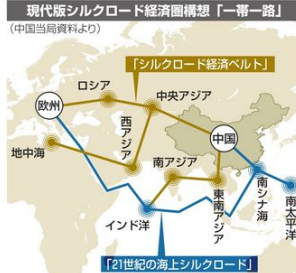 現代版シルクロード経済圏構想「一帯一路」
(中国当局資料より)
「シルクロード経済ベルト」
ロシア
中央アジア
欧州
中国
地中海
西アジア
南アジア
東南アジア
南シナ海
南太平洋
インド洋
「21世紀の海上シルクロード」